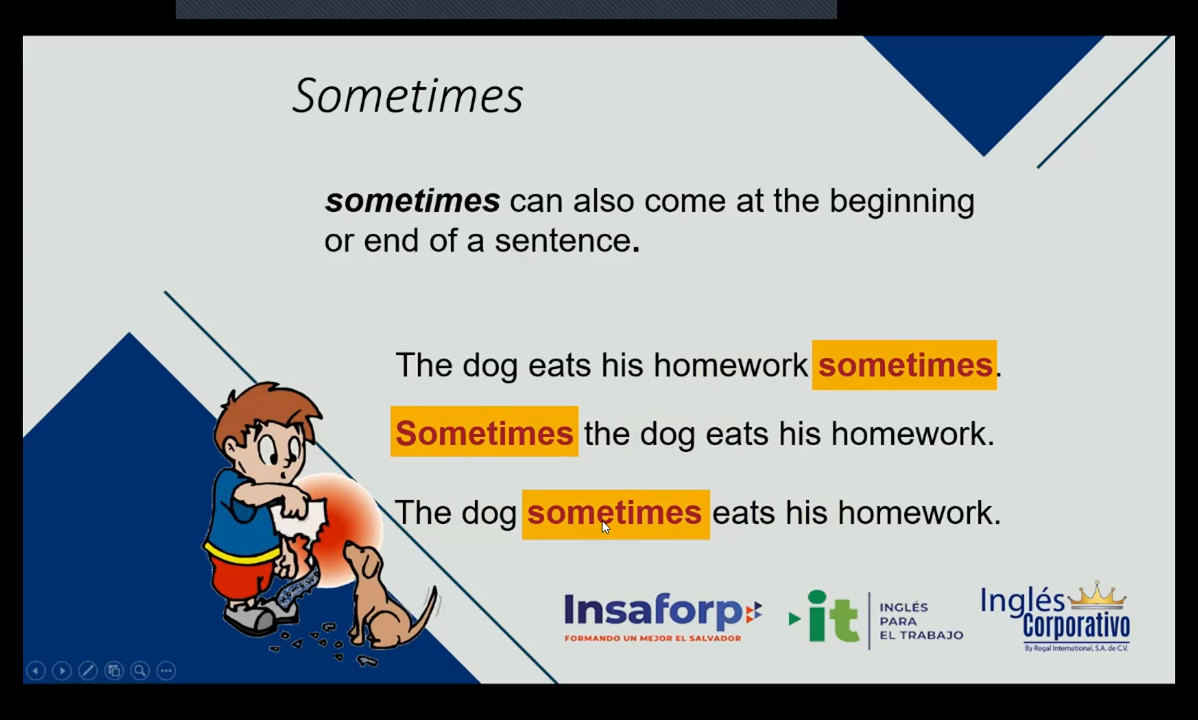 Sometimes
sometimes can also come at the beginning
or end of a sentence.
The dog eats his homework sometimes.
Sometimes the dog eats his homework.
The dog sometimes eats his homework.
Insaforp
FORMANDO UN MEJOR EL SALVADOR
it
INGLÉS
PARA
EL TRABAJO
Inglés
Corporativo
By Regal International, S.A. de C.V.